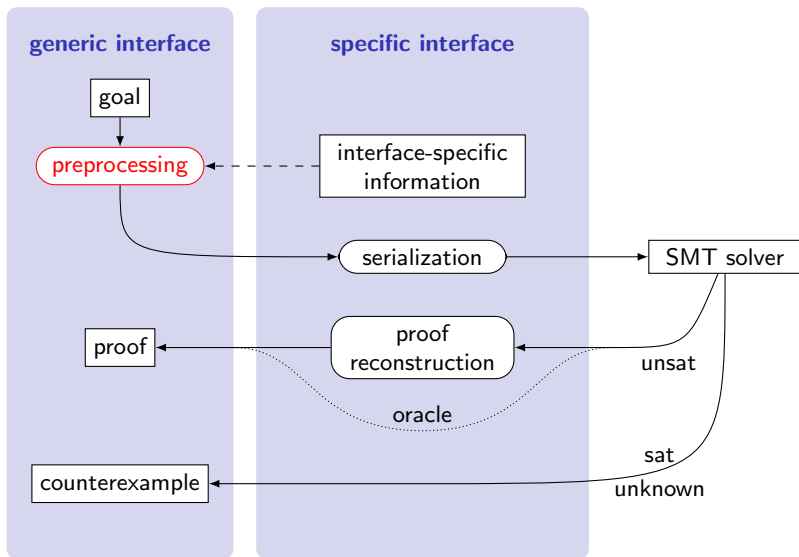 generic interface
specific interface
goal
preprocessing
interface-specific
information
serialization
SMT solver
proof
proof
reconstruction
unsat
oracle
sat
counterexample
unknown